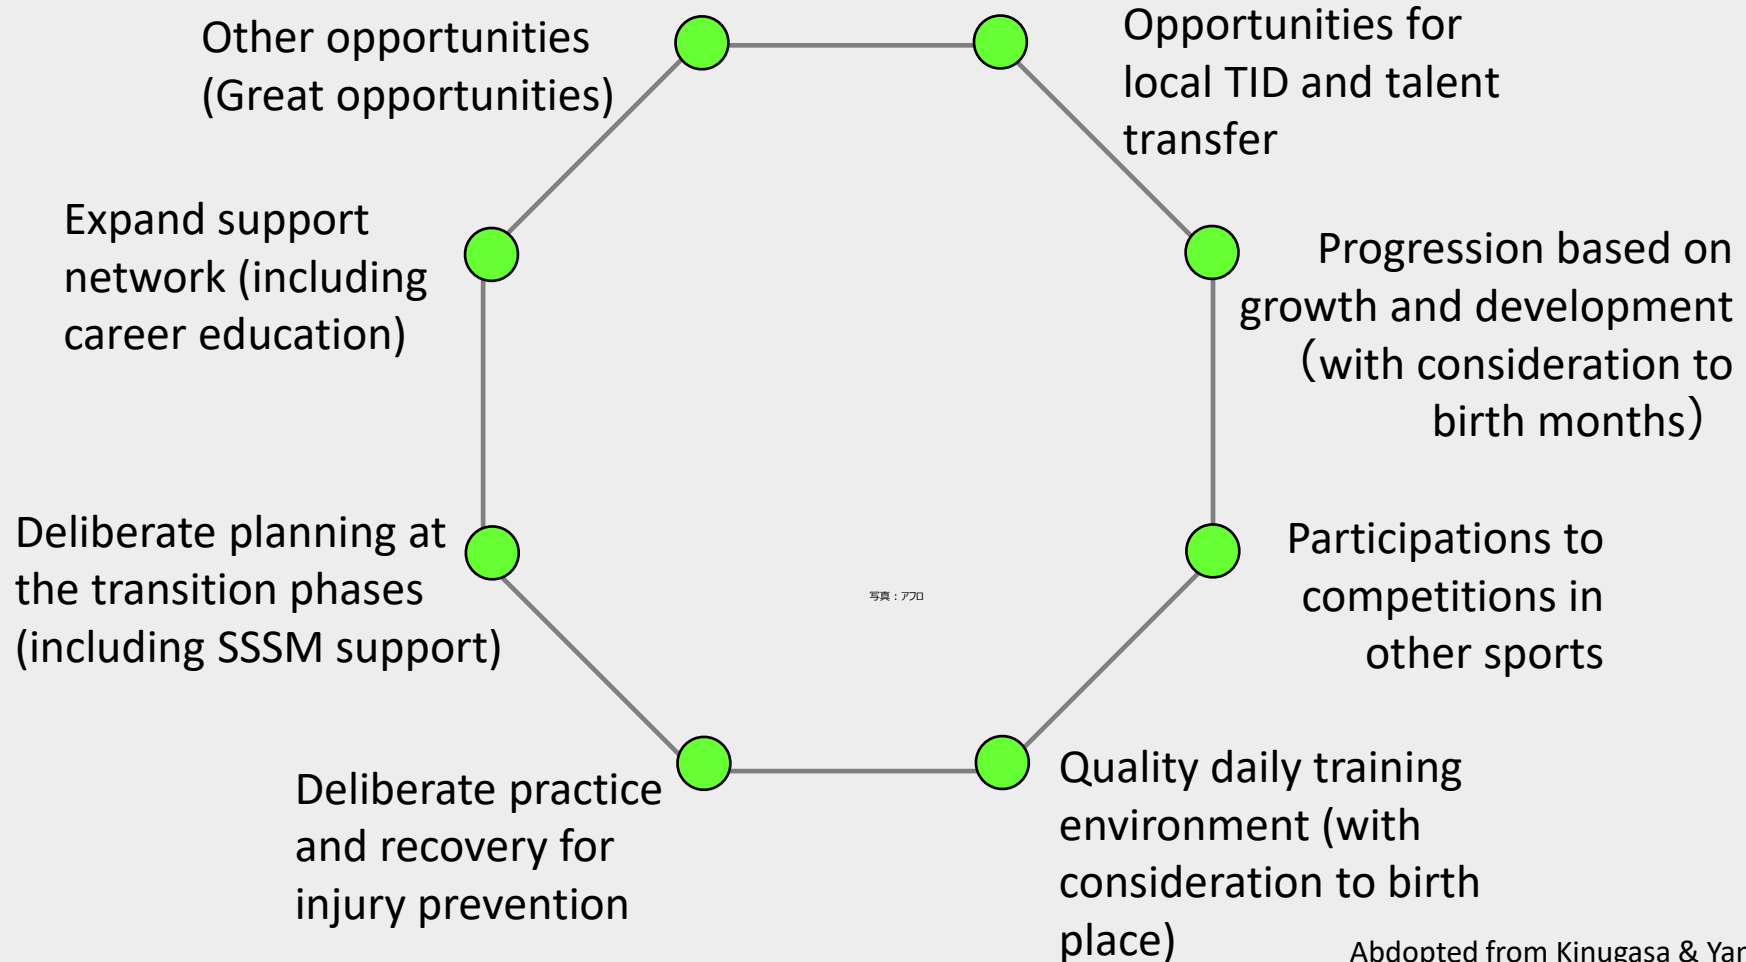 Other opportunities
(Great opportunities)
Opportunities for
local TID and talent
transfer
Expand support
network (including
career education)
Progression based on
growth and development
（with consideration to
birth months）
Deliberate planning at
the transition phases
(including SSSM support)
写真：アフロ
Participations to
competitions in
other sports
Deliberate practice
and recovery for
injury prevention
Quality daily training
environment (with
consideration to birth
place)
Abdopted from Kinugasa &